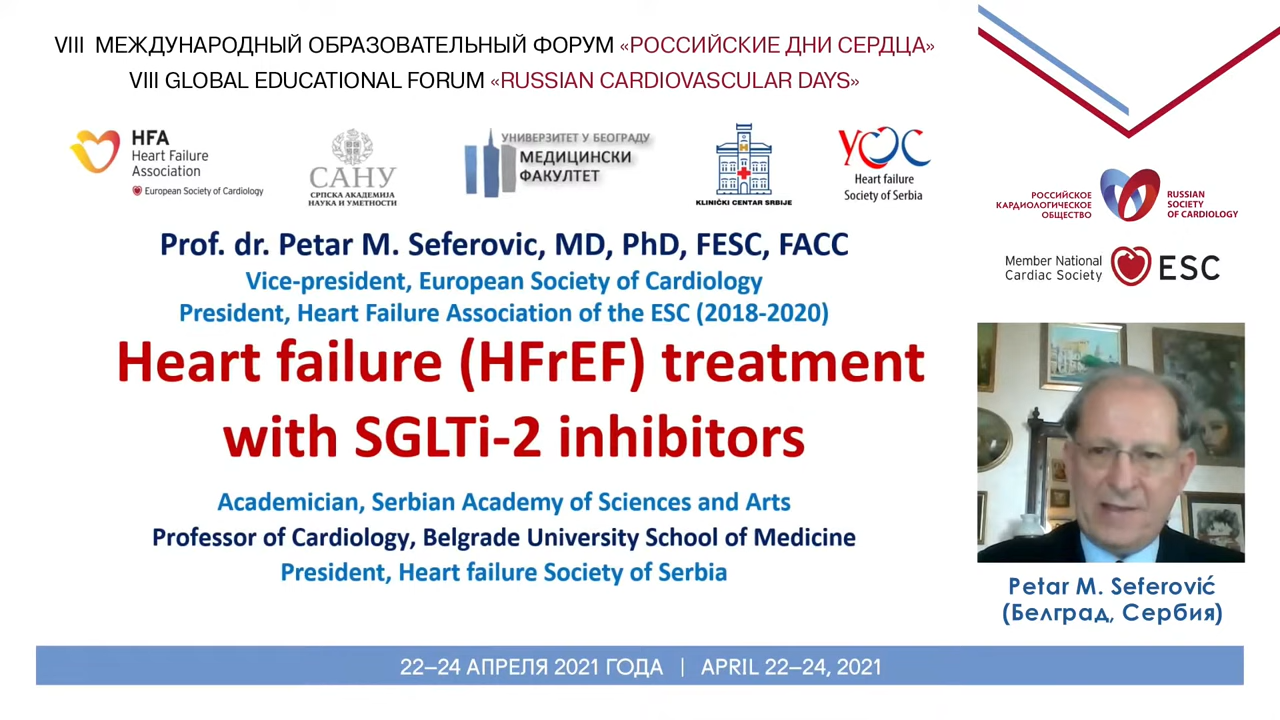 VIII МЕЖДУНАРОДНЫЙ ОБРАЗОВАТЕЛЬНЫЙ ФОРУМ «РОССИЙСКИЕ ДНИ СЕРДЦА»
VIII GLOBAL EDUCATIONAL FORUM «RUSSIAN CARDIOVASCULAR DAYS»
HFA
Heart Failure
Association
European Society of Cardiology
САНУ
СРПСКА АКАДЕМИЈА
НАУКА И УМЕТНОСТИ
УНИВЕРЗИТЕТ У БЕОГРАДУ
МЕДИЦИНСКИ
ФАКУЛТЕТ
KLINIČKI CENTAR SRBIJE
УСС
Heart failure
Society of Serbia
Prof. dr. Petar M. Seferovic, MD, PhD, FESC, FACC
Vice-president, European Society of Cardiology
President, Heart Failure Association of the ESC (2018-2020)
Heart failure (HFrEF) treatment
with SGLTi-2 inhibitors
Academician, Serbian Academy of Sciences and Arts
Professor of Cardiology, Belgrade University School of Medicine
President, Heart failure Society of Serbia
РОССИЙСКОЕ
КАРДИОЛОГИЧЕСКОЕ
ОБЩЕСТВО
RUSSIAN
SOCIETY
OF CARDIOLOGY
Member National
Cardiac Society
ESC
Petar M. Seferović
(Белград, Сербия)
22–24 АПРЕЛЯ 2021 ГОДА | APRIL 22–24, 2021